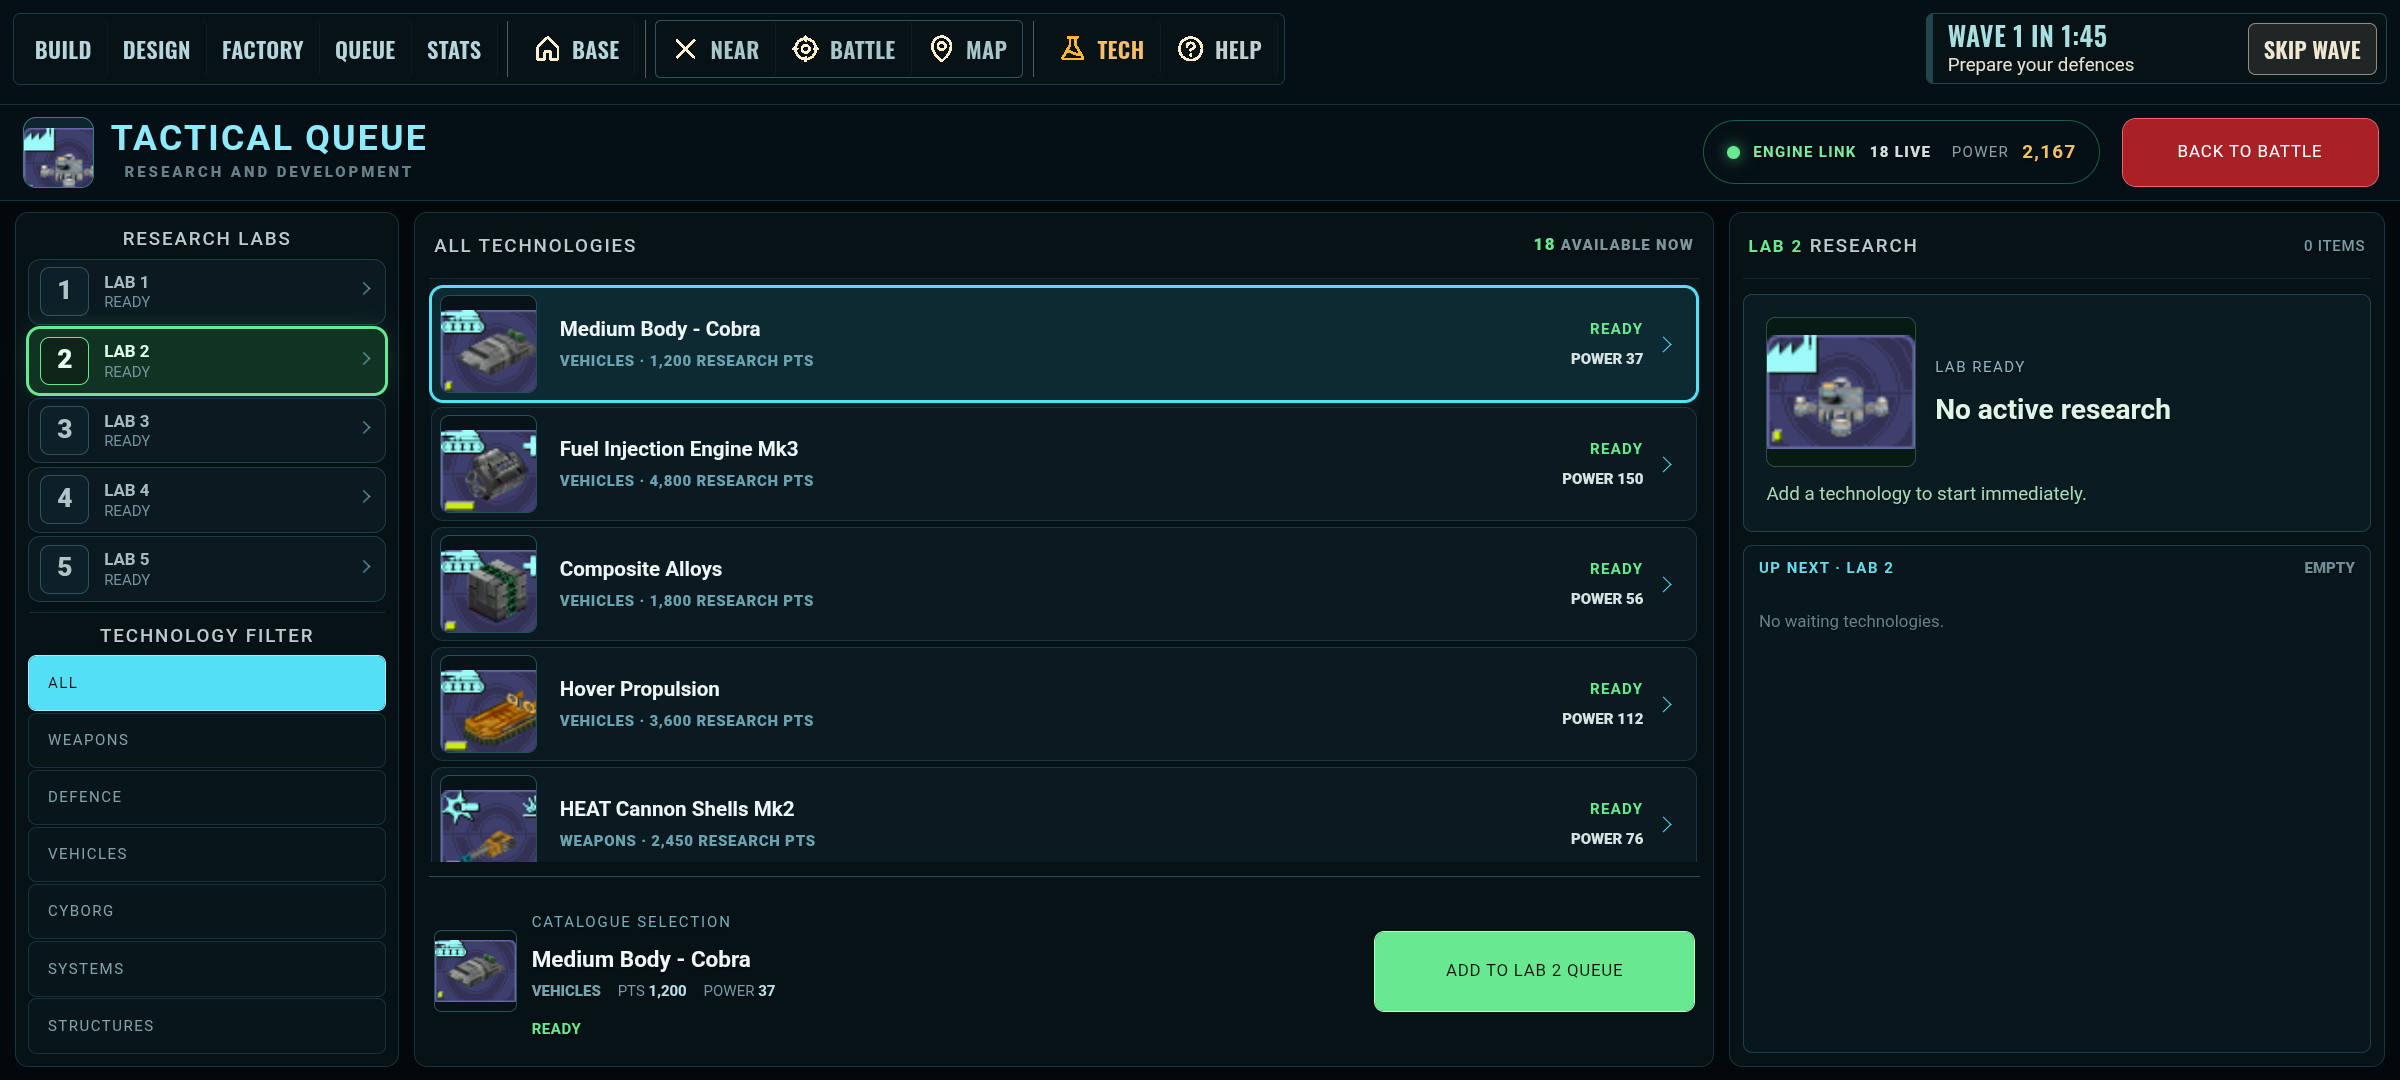 BUILD DESIGN FACTORY QUEUE STATS BASE NEAR BATTLE MAP TECH HELP
WAVE 1 IN 1:45
Prepare your defences
SKIP WAVE
TACTICAL QUEUE
RESEARCH AND DEVELOPMENT
ENGINE LINK 18 LIVE POWER 2,167
BACK TO BATTLE
RESEARCH LABS
1 LAB 1
READY
2 LAB 2
READY
3 LAB 3
READY
4 LAB 4
READY
5 LAB 5
READY
TECHNOLOGY FILTER
ALL
WEAPONS
DEFENCE
VEHICLES
CYBORG
SYSTEMS
STRUCTURES
ALL TECHNOLOGIES
18 AVAILABLE NOW
Medium Body - Cobra
VEHICLES · 1,200 RESEARCH PTS
READY
POWER 37
Fuel Injection Engine Mk3
VEHICLES · 4,800 RESEARCH PTS
READY
POWER 150
Composite Alloys
VEHICLES · 1,800 RESEARCH PTS
READY
POWER 56
Hover Propulsion
VEHICLES · 3,600 RESEARCH PTS
READY
POWER 112
HEAT Cannon Shells Mk2
WEAPONS · 2,450 RESEARCH PTS
READY
POWER 76
CATALOGUE SELECTION
Medium Body - Cobra
VEHICLES PTS 1,200 POWER 37
READY
ADD TO LAB 2 QUEUE
LAB 2 RESEARCH
0 ITEMS
LAB READY
No active research
Add a technology to start immediately.
UP NEXT · LAB 2
EMPTY
No waiting technologies.